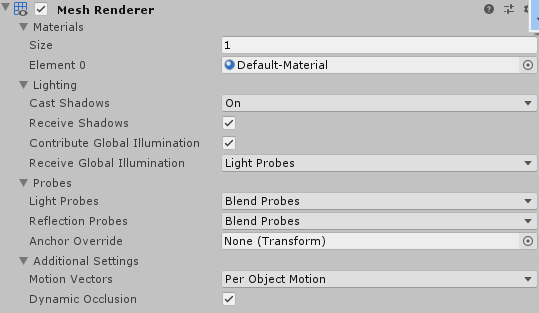 Mesh Renderer
Materials
Size 1
Element 0 Default-Material
Lighting
Cast Shadows On
Receive Shadows
Contribute Global Illumination
Receive Global Illumination Light Probes
Probes
Light Probes Blend Probes
Reflection Probes Blend Probes
Anchor Override None (Transform)
Additional Settings
Motion Vectors Per Object Motion
Dynamic Occlusion